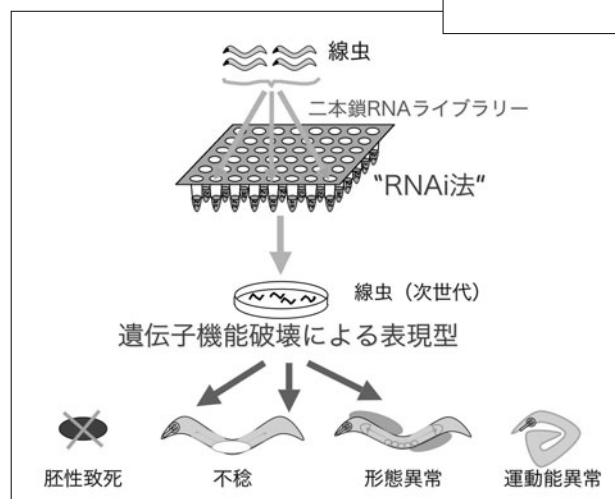 線虫
二本鎖RNAライブラリー
"RNAi法"
線虫（次世代）
遺伝子機能破壊による表現型
胚性致死
不稔
形態異常
運動能異常